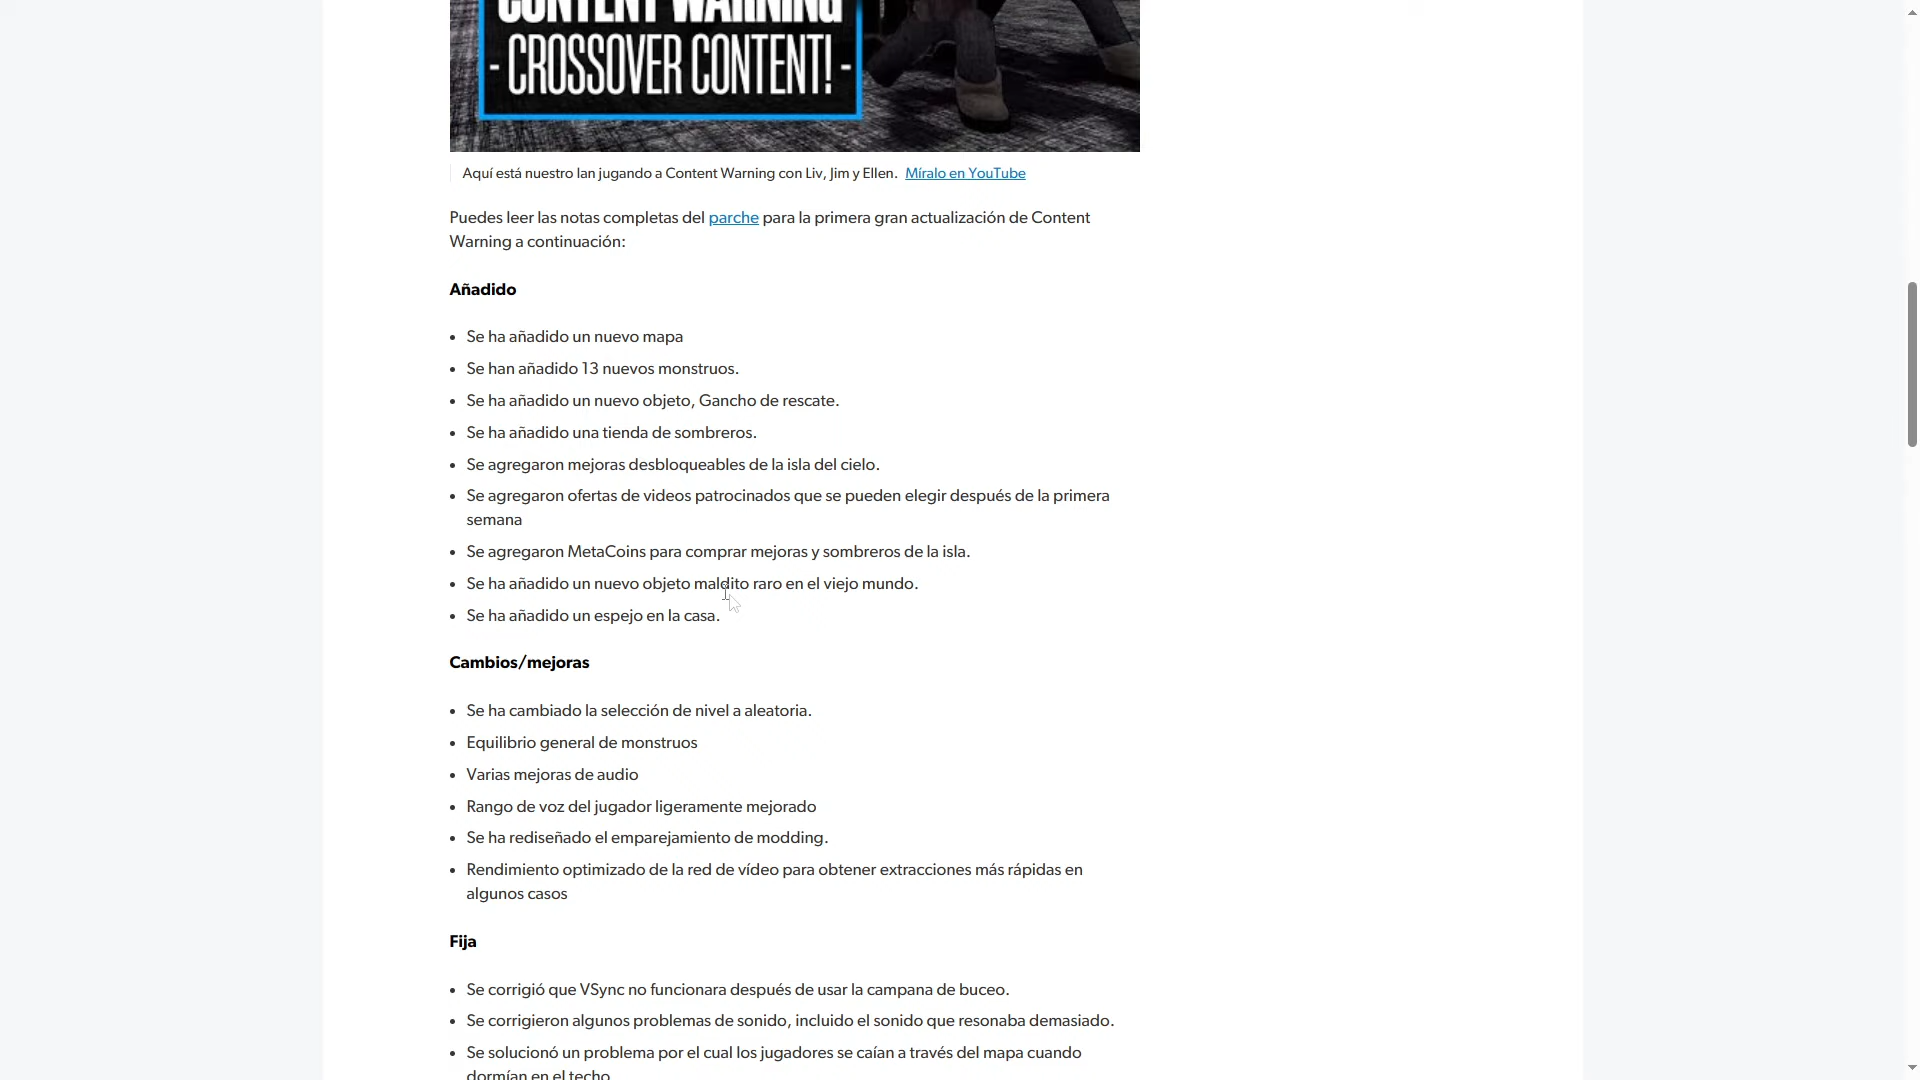 CONTENT WARNING
- CROSSOVER CONTENT! -
Aquí está nuestro Ian jugando a Content Warning con Liv, Jim y Ellen. Míralo en YouTube
Puedes leer las notas completas del parche para la primera gran actualización de Content
Warning a continuación:
Añadido
• Se ha añadido un nuevo mapa
• Se han añadido 13 nuevos monstruos.
• Se ha añadido un nuevo objeto, Gancho de rescate.
• Se ha añadido una tienda de sombreros.
• Se agregaron mejoras desbloqueables de la isla del cielo.
• Se agregaron ofertas de videos patrocinados que se pueden elegir después de la primera
semana
• Se agregaron MetaCoins para comprar mejoras y sombreros de la isla.
• Se ha añadido un nuevo objeto maldito raro en el viejo mundo.
• Se ha añadido un espejo en la casa.
Cambios/mejoras
• Se ha cambiado la selección de nivel a aleatoria.
• Equilibrio general de monstruos
• Varias mejoras de audio
• Rango de voz del jugador ligeramente mejorado
• Se ha rediseñado el emparejamiento de modding.
• Rendimiento optimizado de la red de vídeo para obtener extracciones más rápidas en
algunos casos
Fija
• Se corrigió que VSync no funcionara después de usar la campana de buceo.
• Se corrigieron algunos problemas de sonido, incluido el sonido que resonaba demasiado.
• Se solucionó un problema por el cual los jugadores se caían a través del mapa cuando
dormían en el techo